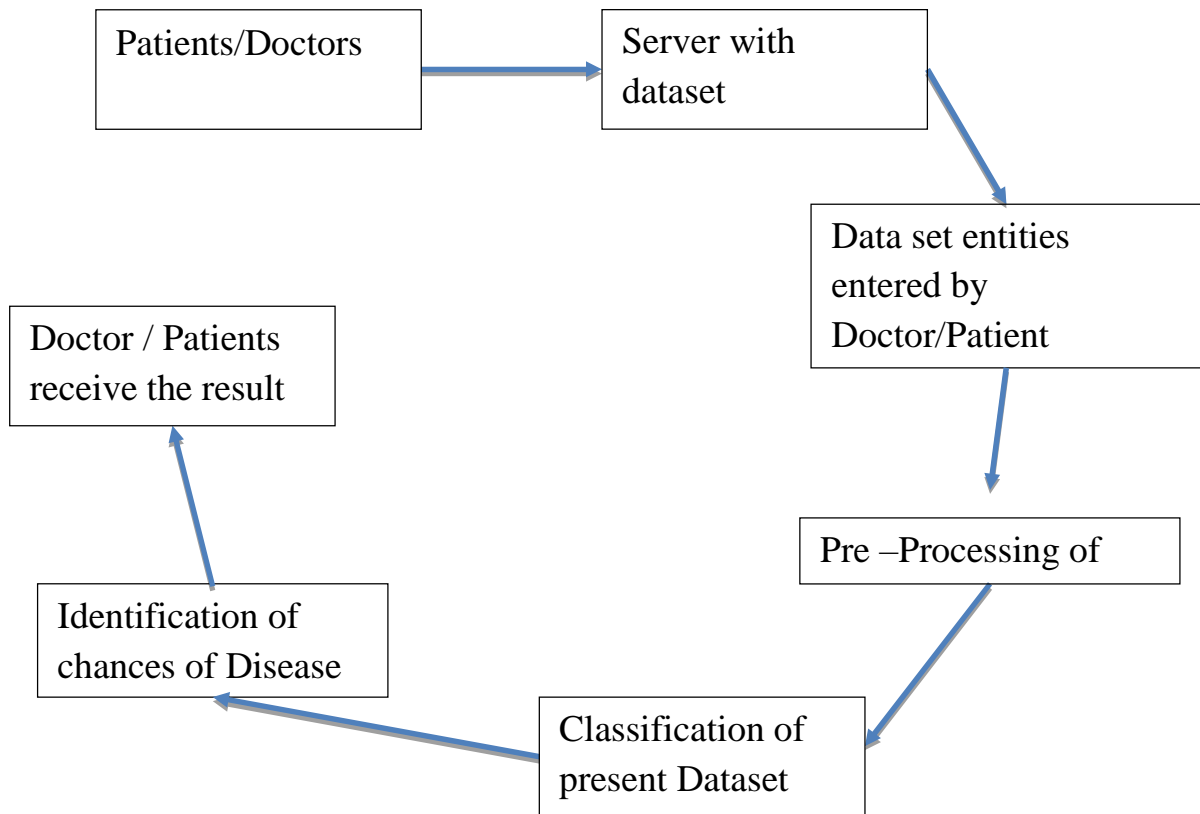 Patients/Doctors
Server with
dataset
Data set entities
entered by
Doctor/Patient
Pre –Processing of
Classification of
present Dataset
Identification of
chances of Disease
Doctor / Patients
receive the result